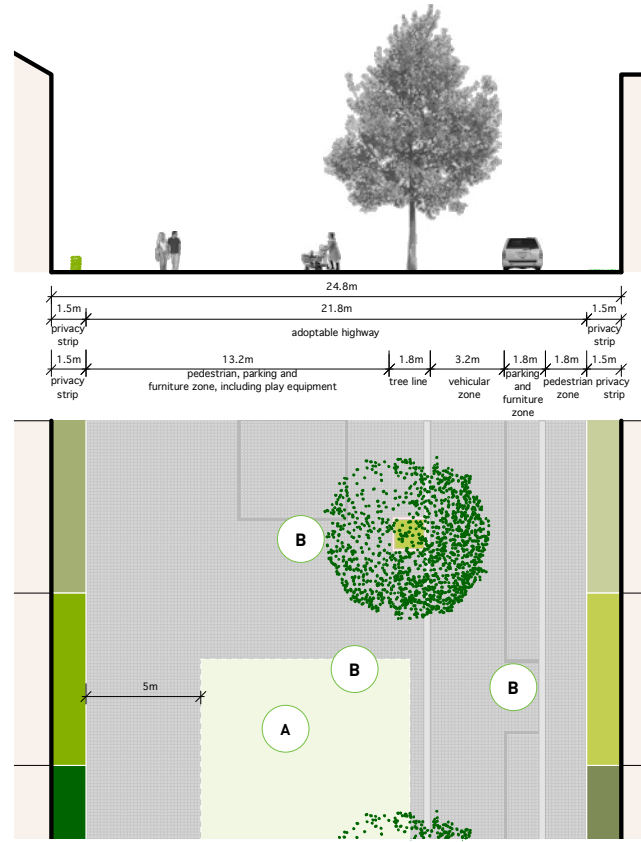 24.8m
1.5m 21.8m 1.5m
privacy strip adoptable highway privacy strip
1.5m 13.2m 1.8m 3.2m 1.8m 1.8m 1.5m
privacy strip
pedestrian, parking and
furniture zone, including play equipment
tree line
vehicular
zone
parking
and
furniture
zone
pedestrian
zone
privacy
strip
B
B
B
5m
A